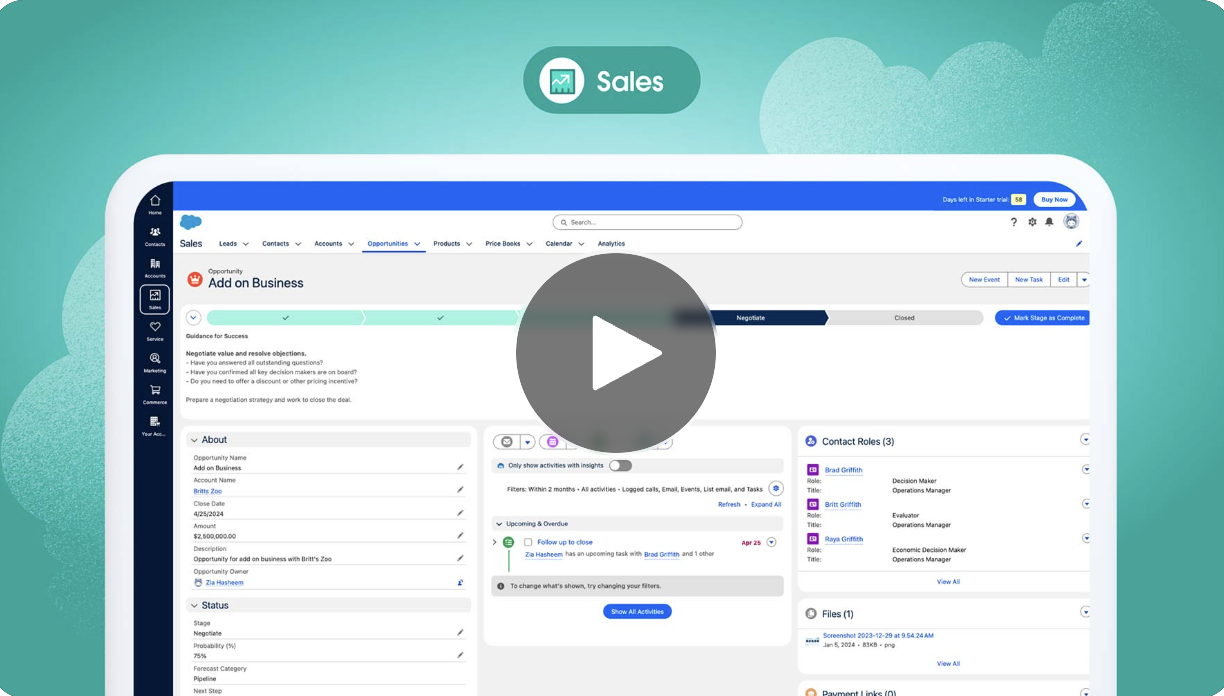 Sales
Days left in Starter trial: 58 Buy Now
Home
Contacts
Accounts
Sales
Service
Marketing
Commerce
Your Acc...
Search...
Sales Leads Contacts Accounts Opportunities Products Price Books Calendar Analytics
Opportunity
Add on Business
New Event New Task Edit
Negotiate Closed Mark Stage as Complete
Guidance for Success
Negotiate value and resolve objections.
- Have you answered all outstanding questions?
- Have you confirmed all key decision makers are on board?
- Do you need to offer a discount or other pricing incentive?
Prepare a negotiation strategy and work to close the deal.
About
Opportunity Name
Add on Business
Account Name
Britts Zoo
Close Date
4/25/2024
Amount
$2,500,000.00
Description
Opportunity for add on business with Britt's Zoo
Opportunity Owner
Zia Hasheem
Status
Stage
Negotiate
Probability (%)
75%
Forecast Category
Pipeline
Next Step
Only show activities with insights
Filters: Within 2 months • All activities • Logged calls, Email, Events, List email, and Tasks
Refresh • Expand All
Upcoming & Overdue
Follow up to close Apr 25
Zia Hasheem has an upcoming task with Brad Griffith and 1 other
To change what's shown, try changing your filters.
Show All Activities
Contact Roles (3)
Brad Griffith
Role: Decision Maker
Title: Operations Manager
Britt Griffith
Role: Evaluator
Title: Operations Manager
Raya Griffith
Role: Economic Decision Maker
Title: Operations Manager
View All
Files (1)
Screenshot 2023-12-29 at 9.54.24 AM
Jan 5, 2024 • 83KB • png
View All
Payment Links (0)